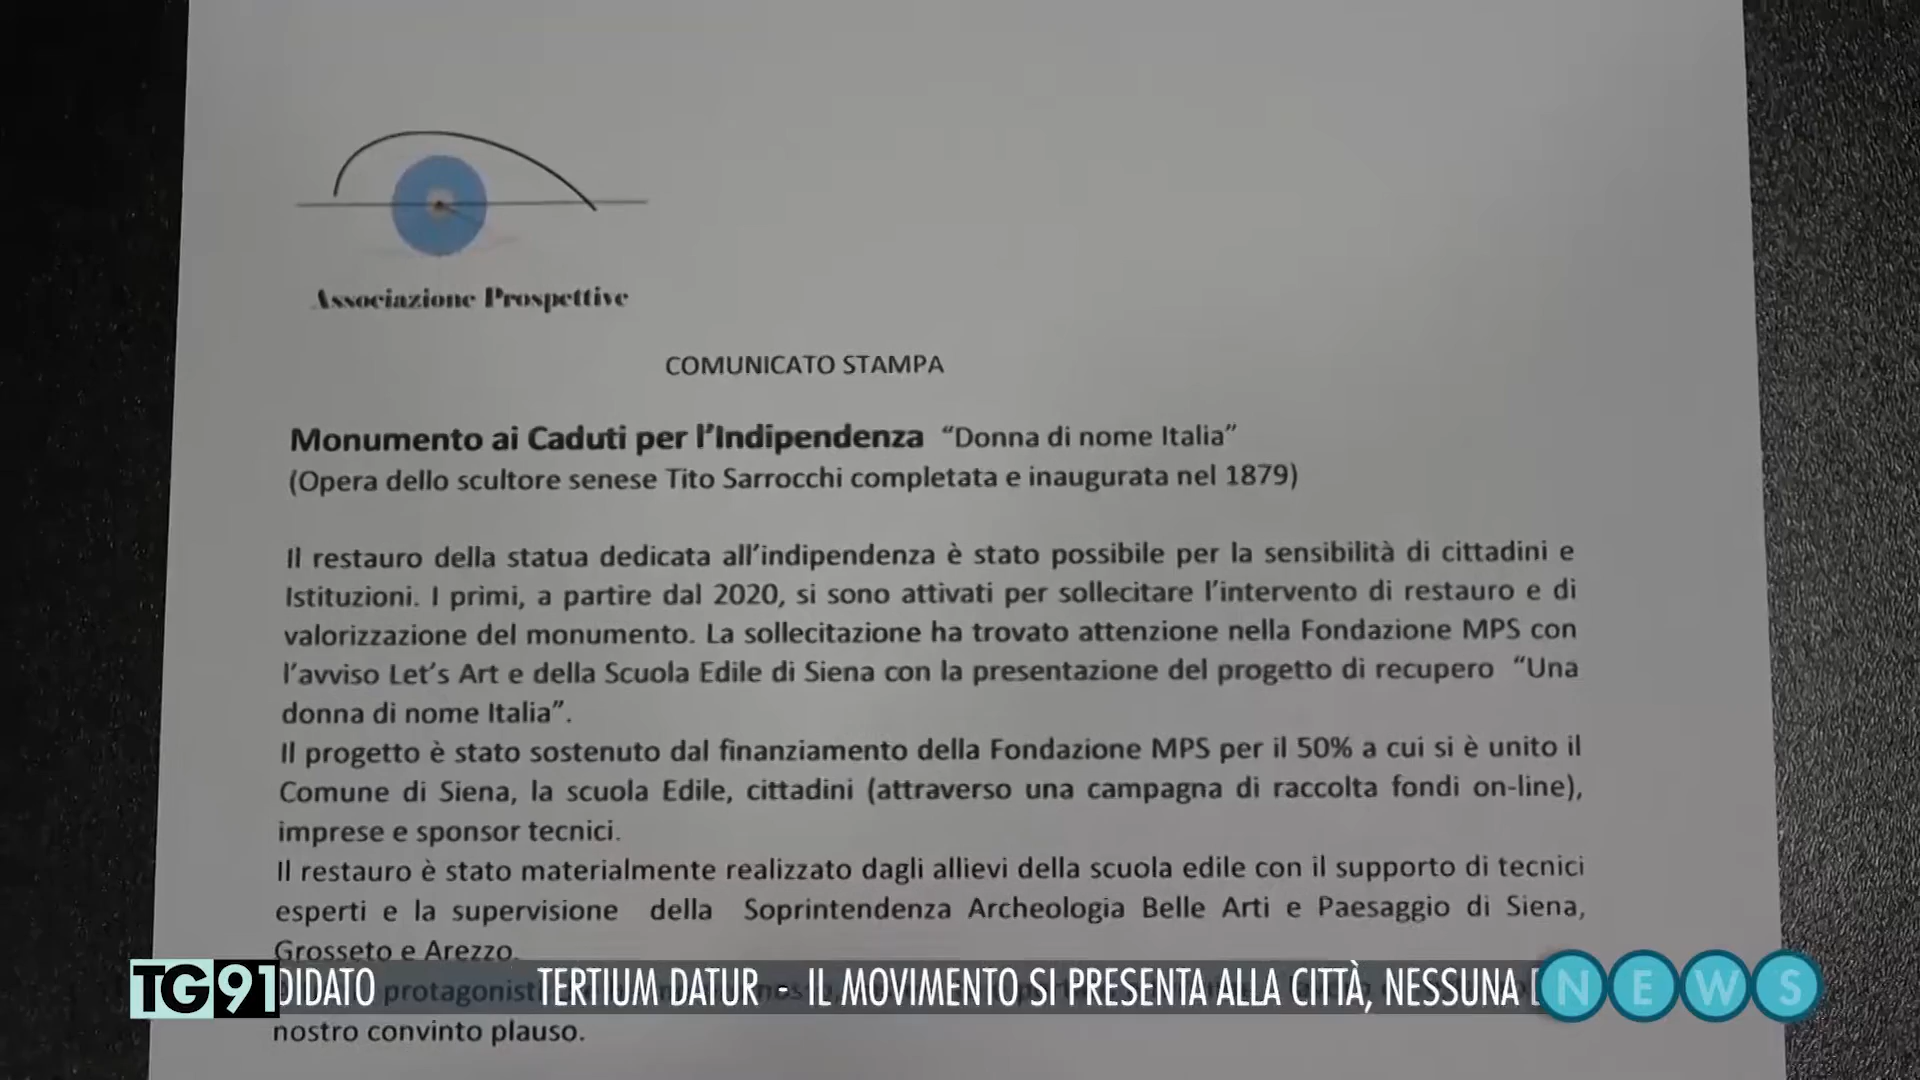 Associazione Prospettive
COMUNICATO STAMPA
Monumento ai Caduti per l’Indipendenza “Donna di nome Italia”
(Opera dello scultore senese Tito Sarrocchi completata e inaugurata nel 1879)
Il restauro della statua dedicata all’indipendenza è stato possibile per la sensibilità di cittadini e
Istituzioni. I primi, a partire dal 2020, si sono attivati per sollecitare l’intervento di restauro e di
valorizzazione del monumento. La sollecitazione ha trovato attenzione nella Fondazione MPS con
l’avviso Let’s Art e della Scuola Edile di Siena con la presentazione del progetto di recupero “Una
donna di nome Italia”.
Il progetto è stato sostenuto dal finanziamento della Fondazione MPS per il 50% a cui si è unito il
Comune di Siena, la scuola Edile, cittadini (attraverso una campagna di raccolta fondi on-line),
imprese e sponsor tecnici.
Il restauro è stato materialmente realizzato dagli allievi della scuola edile con il supporto di tecnici
esperti e la supervisione della Soprintendenza Archeologia Belle Arti e Paesaggio di Siena,
Grosseto e Arezzo.
protagonisti
TG91 DIDATO TERTIUM DATUR - IL MOVIMENTO SI PRESENTA ALLA CITTÀ, NESSUNA NEWS
nostro convinto plauso.